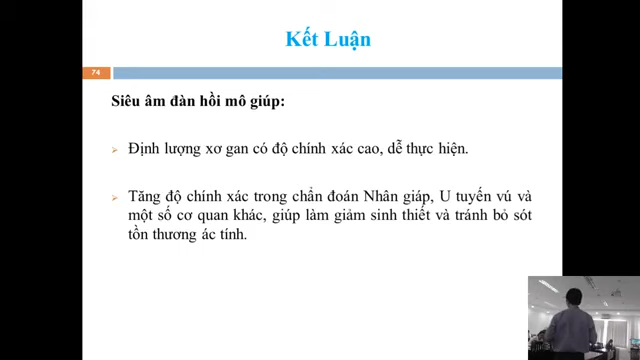 Kết Luận
74
Siêu âm đàn hồi mô giúp:
➢ Định lượng xơ gan có độ chính xác cao, dễ thực hiện.
➢ Tăng độ chính xác trong chẩn đoán Nhân giáp, U tuyến vú và
một số cơ quan khác, giúp làm giảm sinh thiết và tránh bỏ sót
tổn thương ác tính.